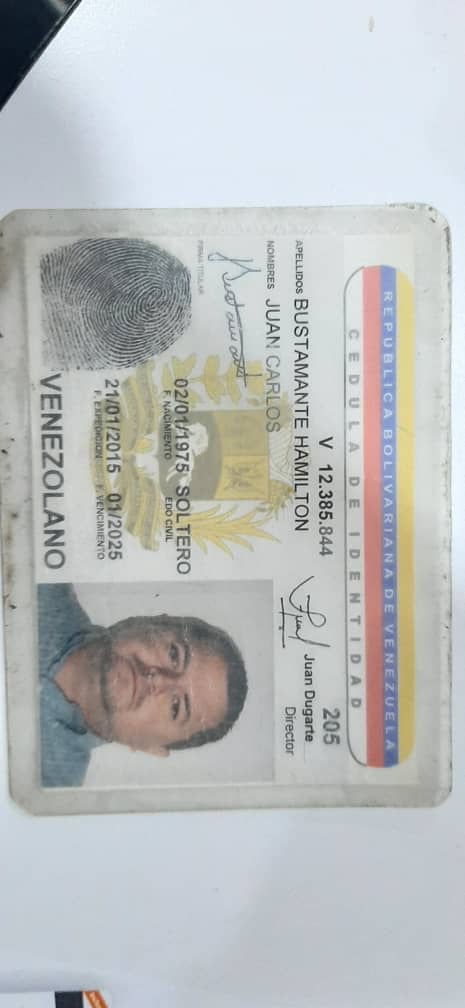 REPUBLICA BOLIVARIANA DE VENEZUELA
CEDULA DE IDENTIDAD
V 12.385.844
205
APELLIDOS BUSTAMANTE HAMILTON
Juan Dugarte
Director
NOMBRES JUAN CARLOS
FIRMA TITULAR
02/01/1975 SOLTERO
F. NACIMIENTO EDO CIVIL
21/01/2015 01/2025
F. EXPEDICION F. VENCIMIENTO
VENEZOLANO